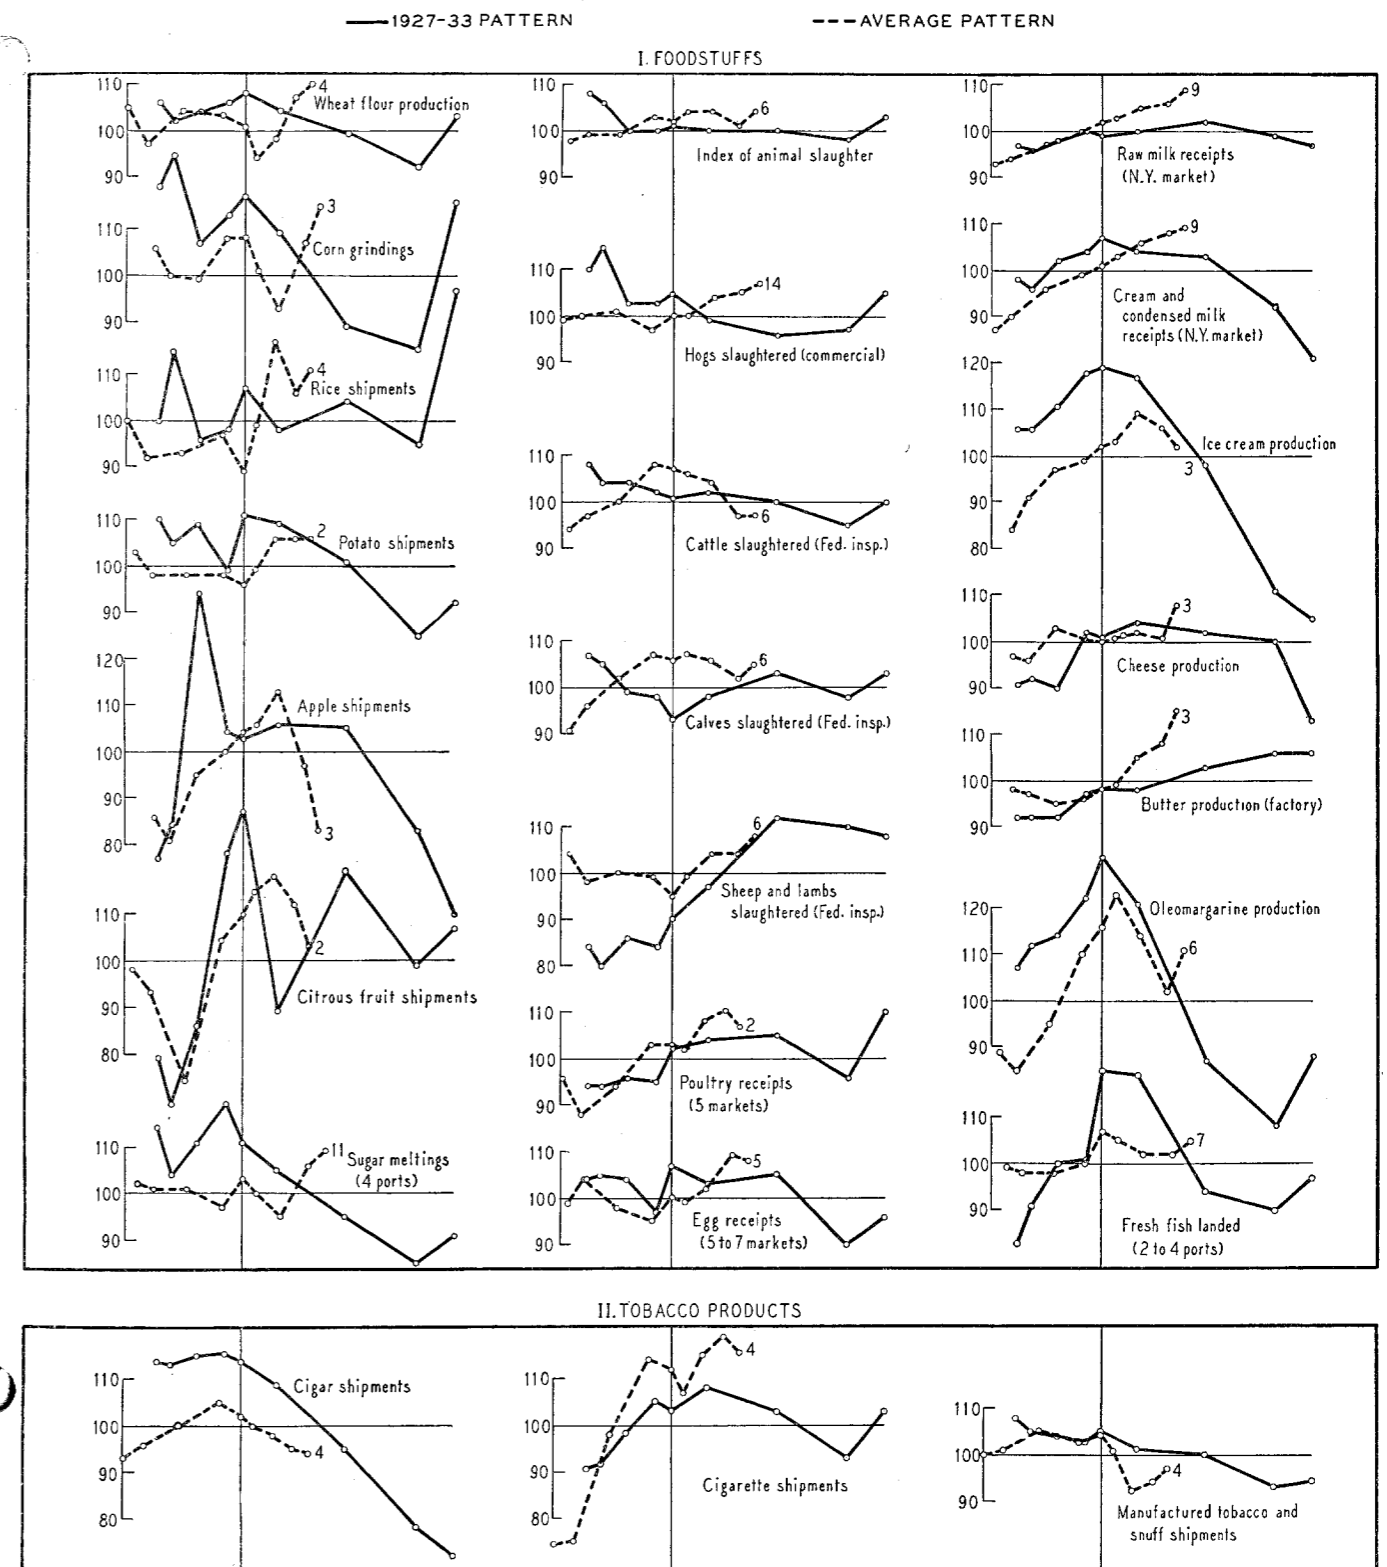 1927-33 PATTERN
AVERAGE PATTERN
I. FOODSTUFFS
110
100
90
4
Wheat flour production
110
100
90
3
Corn grindings
110
100
90
4
Rice shipments
110
100
90
2
Potato shipments
120
110
100
90
80
Apple shipments
3
110
100
90
80
2
Citrous fruit shipments
110
100
90
11
Sugar meltings
(4 ports)
110
100
90
6
Index of animal slaughter
110
100
90
14
Hogs slaughtered (commercial)
110
100
90
6
Cattle slaughtered (Fed. insp.)
110
100
90
6
Calves slaughtered (Fed. insp.)
110
100
90
80
6
Sheep and lambs
slaughtered (Fed. insp.)
110
100
90
2
Poultry receipts
(5 markets)
110
100
90
5
Egg receipts
(5 to 7 markets)
110
100
90
9
Raw milk receipts
(N.Y. market)
110
100
90
9
Cream and
condensed milk
receipts (N.Y. market)
120
110
100
90
80
Ice cream production
3
110
100
90
3
Cheese production
110
100
90
3
Butter production (factory)
120
110
100
90
Oleomargarine production
6
110
100
90
7
Fresh fish landed
(2 to 4 ports)
II. TOBACCO PRODUCTS
110
100
90
80
Cigar shipments
4
110
100
90
80
4
Cigarette shipments
110
100
90
4
Manufactured tobacco and
snuff shipments